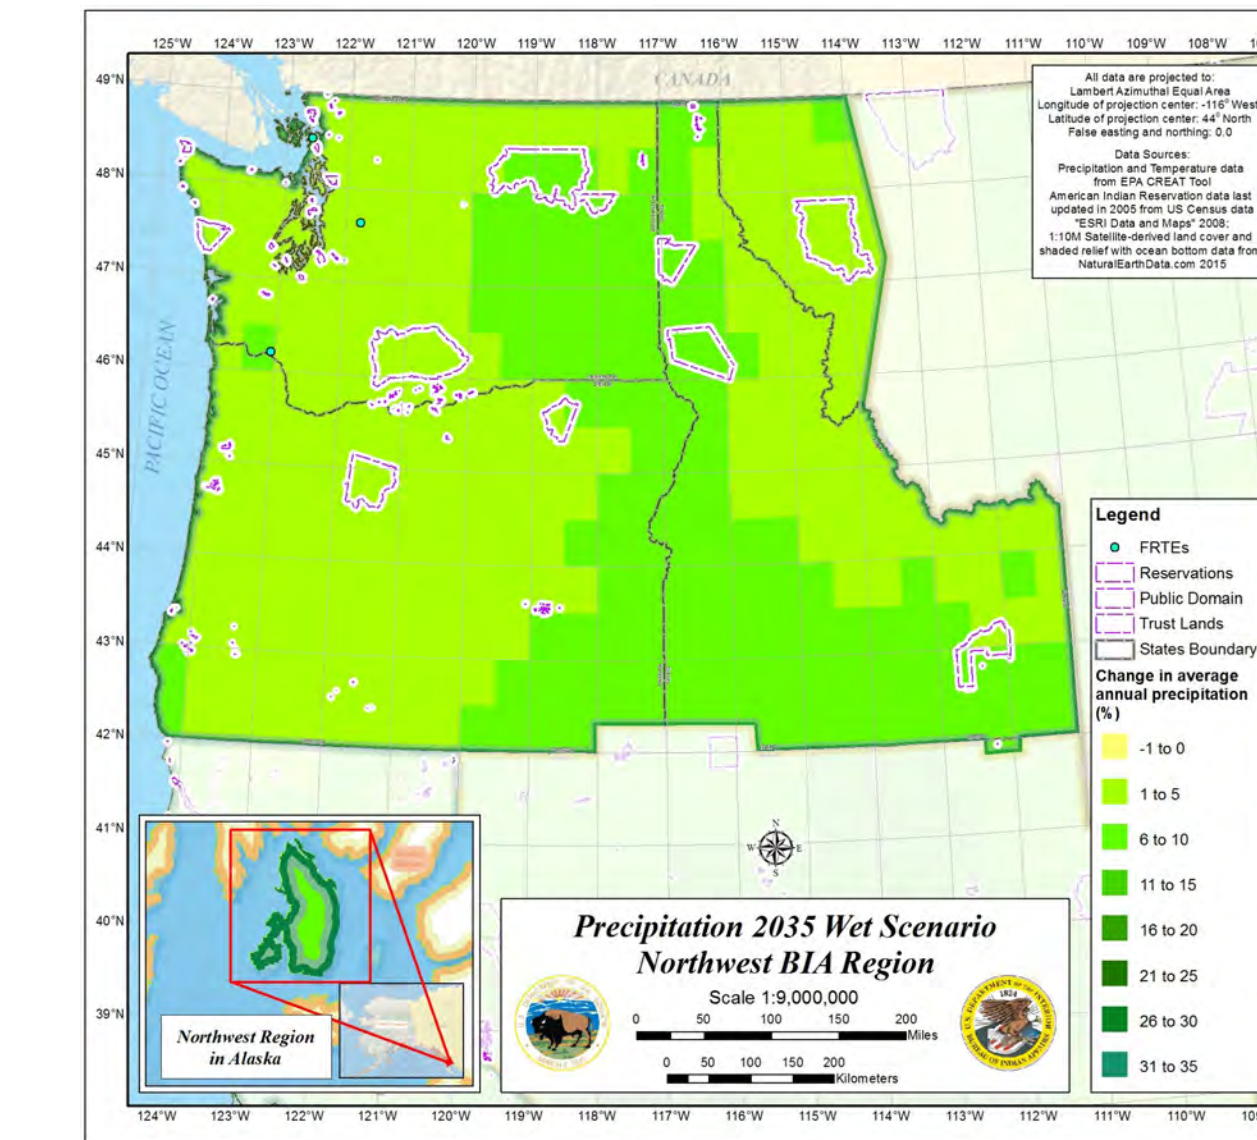 125°W 124°W 123°W 122°W 121°W 120°W 119°W 118°W 117°W 116°W 115°W 114°W 113°W 112°W 111°W 110°W 109°W 108°W
49°N
48°N
47°N
46°N
45°N
44°N
43°N
42°N
41°N
40°N
39°N
CANADA
PACIFIC OCEAN
All data are projected to:
Lambert Azimuthal Equal Area
Longitude of projection center: -116° West
Latitude of projection center: 44° North
False easting and northing: 0.0
Data Sources:
Precipitation and Temperature data
from EPA CREAT Tool
American Indian Reservation data last
updated in 2005 from US Census data
"ESRI Data and Maps" 2008;
1:10M Satellite-derived land cover and
shaded relief with ocean bottom data from
NaturalEarthData.com 2015
Legend
FRTEs
Reservations
Public Domain
Trust Lands
States Boundary
Change in average
annual precipitation
(%)
-1 to 0
1 to 5
6 to 10
11 to 15
16 to 20
21 to 25
26 to 30
31 to 35
N
W E
S
Northwest Region
in Alaska
Precipitation 2035 Wet Scenario
Northwest BIA Region
Scale 1:9,000,000
0 50 100 150 200
Miles
0 50 100 150 200
Kilometers
U.S. DEPARTMENT OF THE INTERIOR
1824
BUREAU OF INDIAN AFFAIRS
124°W 123°W 122°W 121°W 120°W 119°W 118°W 117°W 116°W 115°W 114°W 113°W 112°W 111°W 110°W